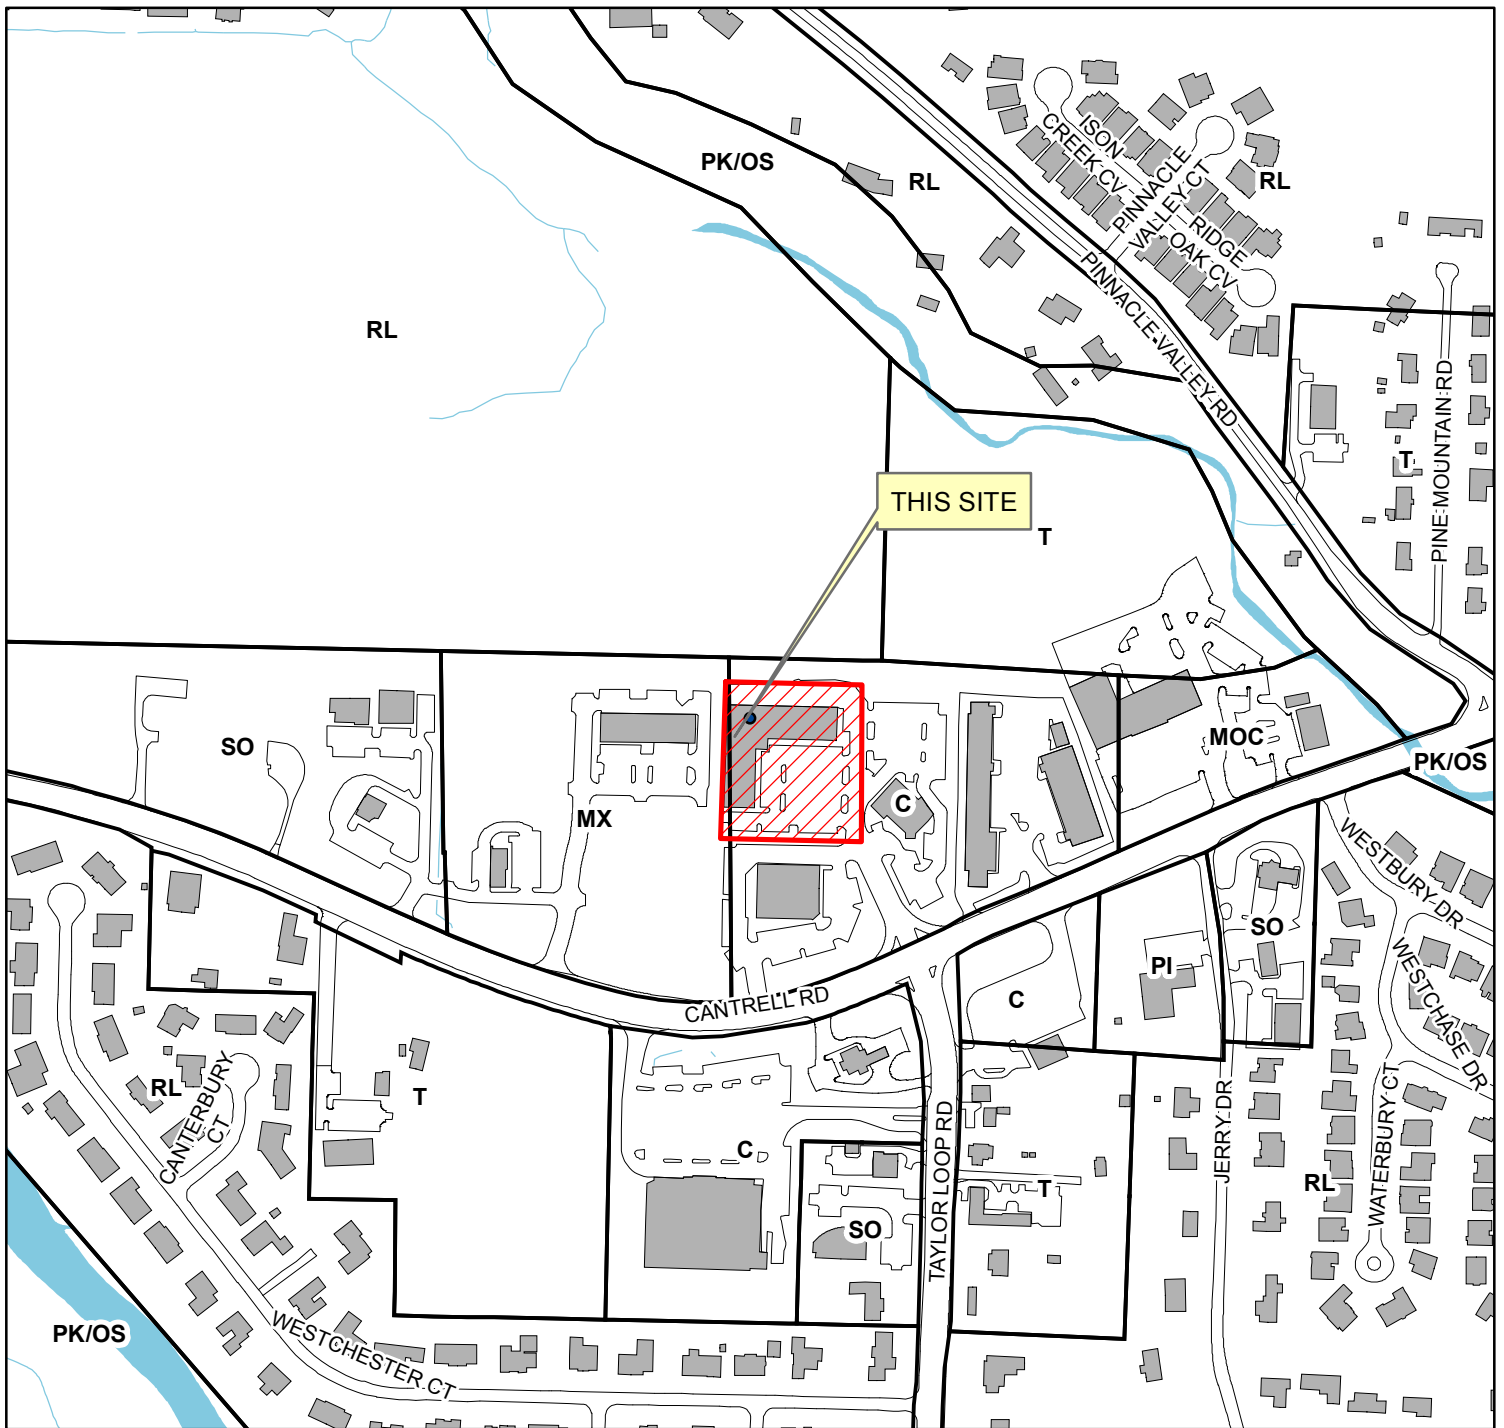 ISON
CREEK CV
PINNACLE
VALLEY CT
RL
PK/OS
RL
RIDGE
OAK CV
PINNACLE VALLEY RD
RL
PINE MOUNTAIN RD
T
THIS SITE
T
SO
MOC
PK/OS
C
MX
WESTBURY DR
SO
WESTCHASE DR
PI
C
CANTRELL RD
RL
CANTERBURY
CT
T
C
TAYLOR LOOP RD
JERRY DR
WATERBURY CT
T
RL
SO
PK/OS
WESTCHESTER CT